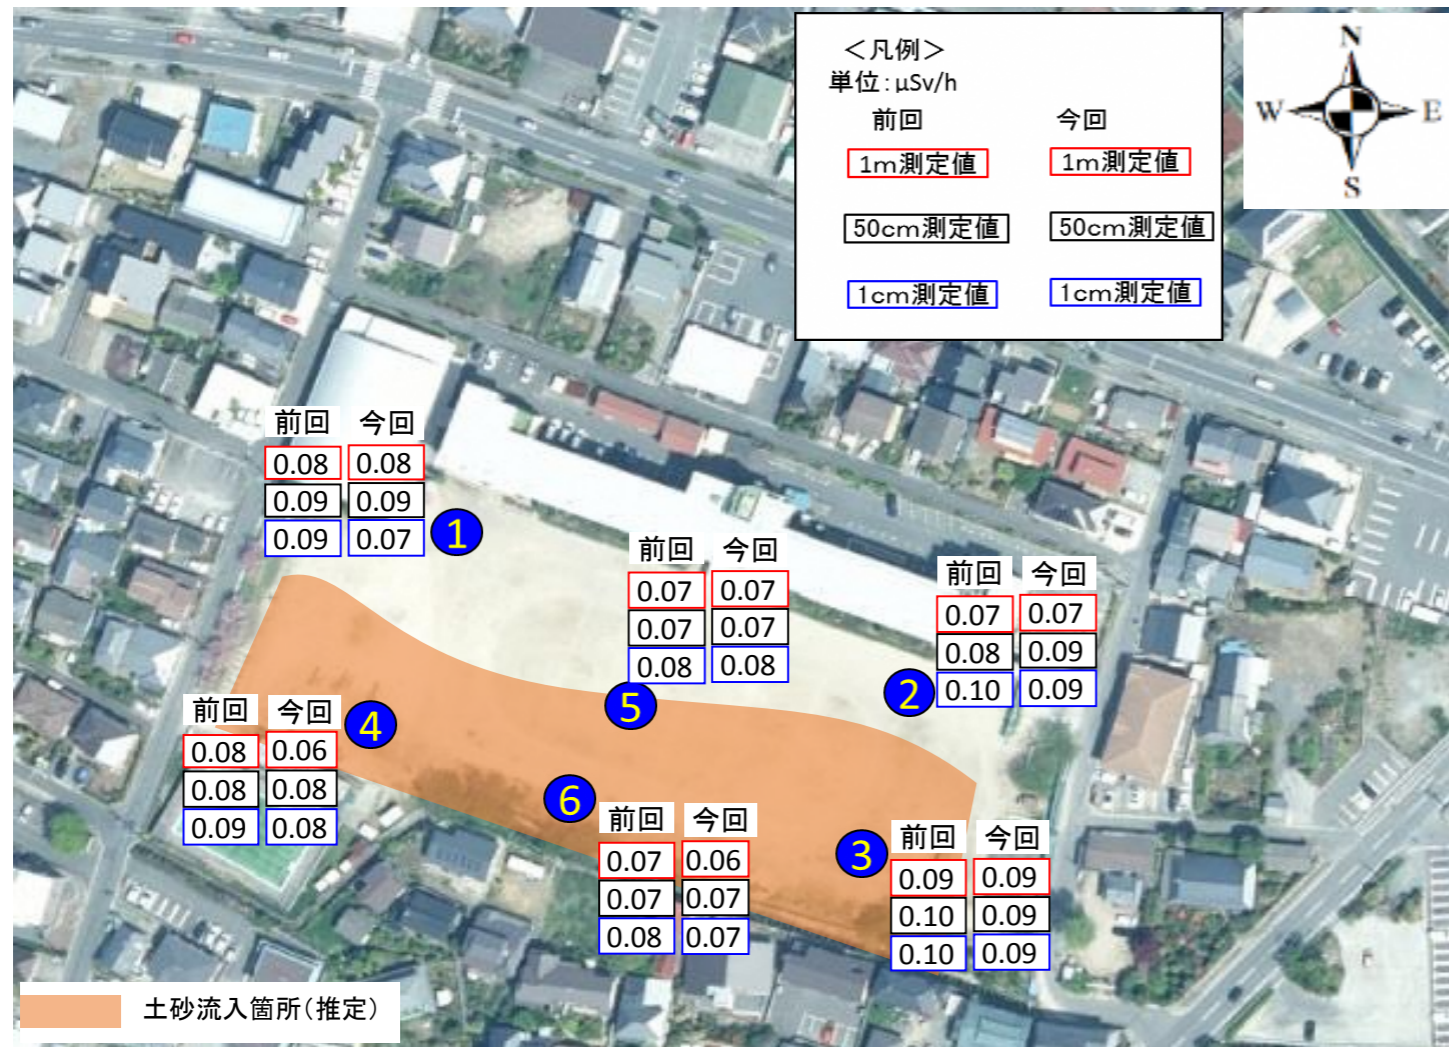 ＜凡例＞
単位：μSv/h
前回 今回
1m測定値 1m測定値
50cm測定値 50cm測定値
1cm測定値 1cm測定値
N
W E
S
前回 今回
0.08 0.08
0.09 0.09
0.09 0.07
1
前回 今回
0.07 0.07
0.07 0.07
0.08 0.08
5
前回 今回
0.07 0.07
0.08 0.09
0.10 0.09
2
前回 今回
0.08 0.06
0.08 0.08
0.09 0.08
4
6
前回 今回
0.07 0.06
0.07 0.07
0.08 0.07
3
前回 今回
0.09 0.09
0.10 0.09
0.10 0.09
土砂流入箇所（推定）